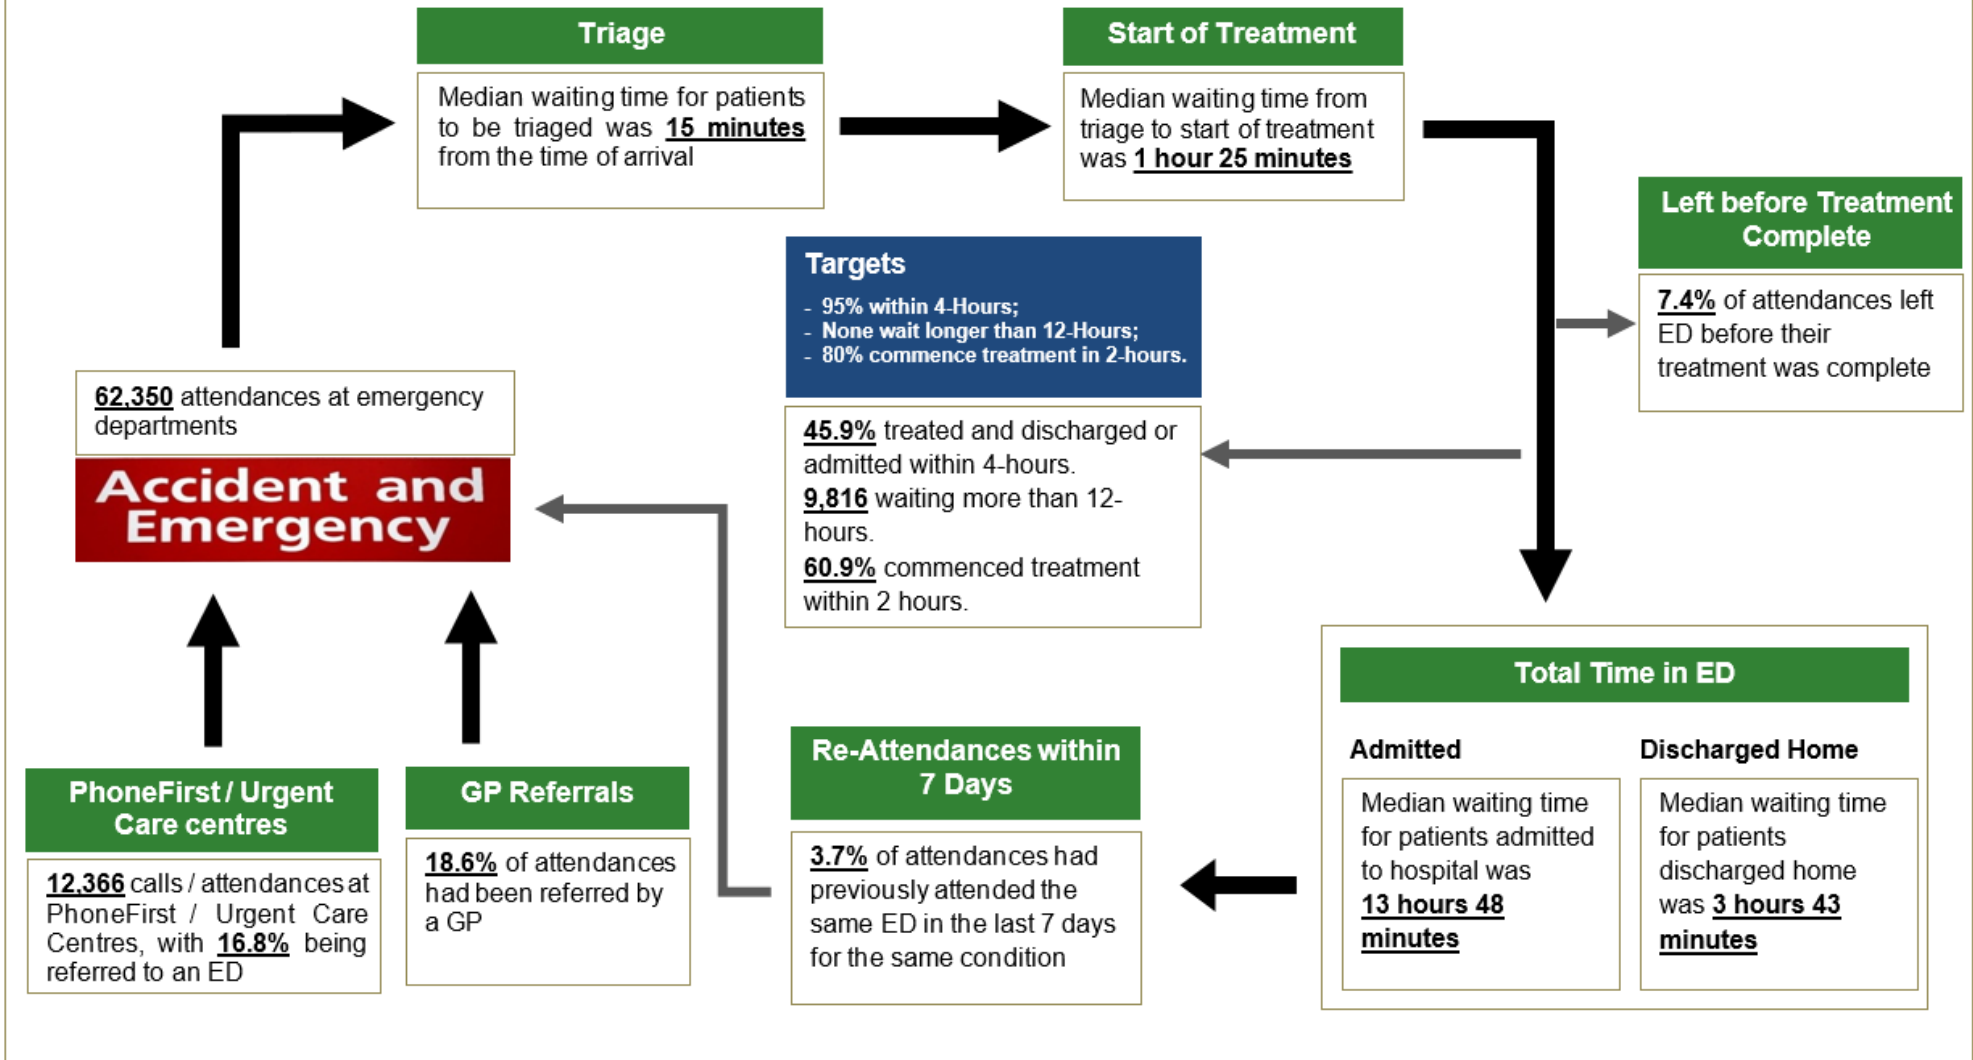 Triage
Median waiting time for patients
to be triaged was 15 minutes
from the time of arrival
Start of Treatment
Median waiting time from
triage to start of treatment
was 1 hour 25 minutes
Left before Treatment
Complete
7.4% of attendances left
ED before their
treatment was complete
Targets
- 95% within 4-Hours;
- None wait longer than 12-Hours;
- 80% commence treatment in 2-hours.
45.9% treated and discharged or
admitted within 4-hours.
9,816 waiting more than 12-
hours.
60.9% commenced treatment
within 2 hours.
62,350 attendances at emergency
departments
Accident and
Emergency
PhoneFirst / Urgent
Care centres
12,366 calls / attendances at
PhoneFirst / Urgent Care
Centres, with 16.8% being
referred to an ED
GP Referrals
18.6% of attendances
had been referred by
a GP
Re-Attendances within
7 Days
3.7% of attendances had
previously attended the
same ED in the last 7 days
for the same condition
Total Time in ED
Admitted
Median waiting time
for patients admitted
to hospital was
13 hours 48
minutes
Discharged Home
Median waiting time
for patients
discharged home
was 3 hours 43
minutes